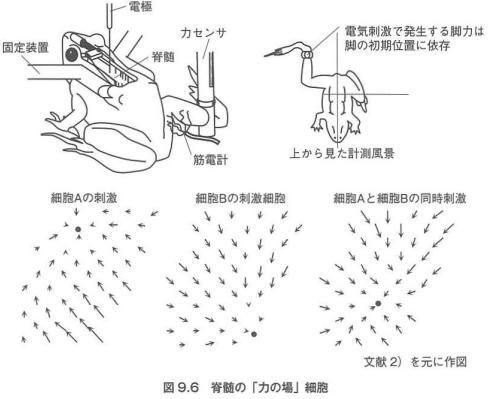 電極
力センサ
固定装置
脊髄
筋電計
電気刺激で発生する脚力は
脚の初期位置に依存
上から見た計測風景
細胞Aの刺激
細胞Bの刺激細胞
細胞Aと細胞Bの同時刺激
文献2）を元に作図
図9.6　脊髄の「力の場」細胞